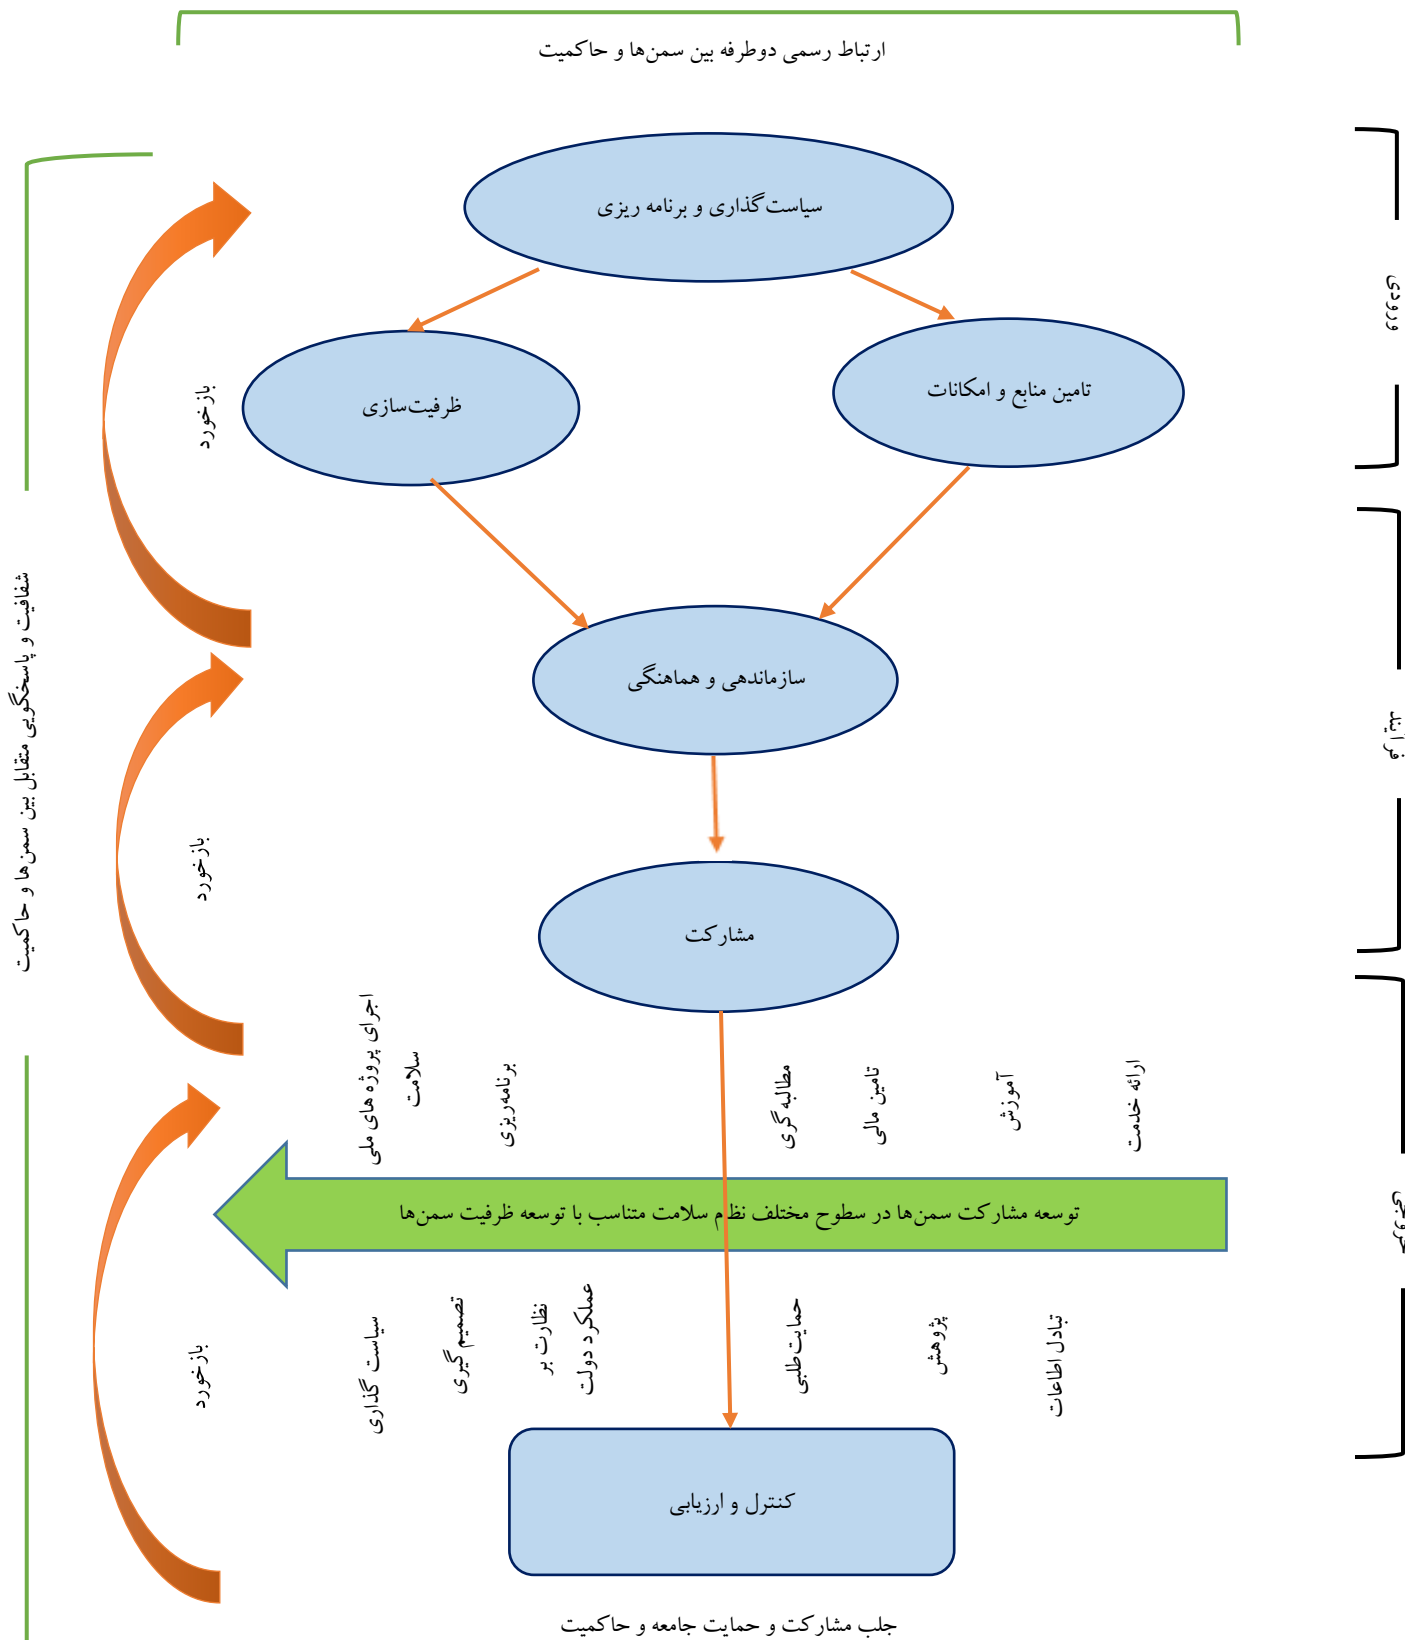 ارتباط رسمی دوطرفه بین سمن‌ها و حاکمیت
سیاست‌گذاری و برنامه ریزی
ورودی
تامین منابع و امکانات
ظرفیت‌سازی
بازخورد
شفافیت و پاسخگویی متقابل بین سمن‌ها و حاکمیت
سازماندهی و هماهنگی
فرآیند
بازخورد
مشارکت
ارائه خدمت
آموزش
تامین مالی
مطالبه گری
برنامه‌ریزی
اجرای پروژه های ملی
سلامت
توسعه مشارکت سمن‌ها در سطوح مختلف نظام سلامت متناسب با توسعه ظرفیت سمن‌ها
خروجی
تبادل اطاعات
پژوهش
حمایت‌طلبی
نظارت بر
عملکرد دولت
تصمیم گیری
سیاست گذاری
بازخورد
کنترل و ارزیابی
جلب مشارکت و حمایت جامعه و حاکمیت